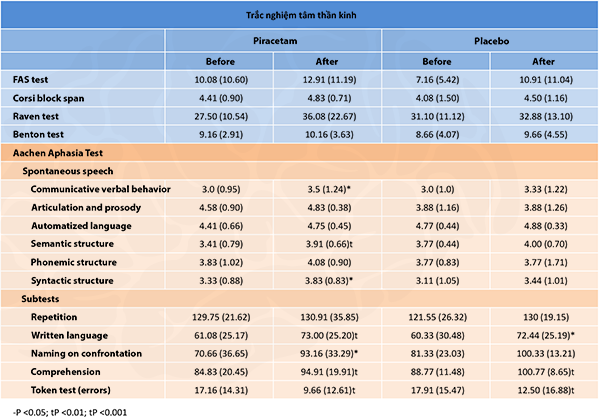 Trắc nghiệm tâm thần kinh
Piracetam Placebo
Before After Before After
FAS test 10.08 (10.60) 12.91 (11.19) 7.16 (5.42) 10.91 (11.04)
Corsi block span 4.41 (0.90) 4.83 (0.71) 4.08 (1.50) 4.50 (1.16)
Raven test 27.50 (10.54) 36.08 (22.67) 31.10 (11.12) 32.88 (13.10)
Benton test 9.16 (2.91) 10.16 (3.63) 8.66 (4.07) 9.66 (4.55)
Aachen Aphasia Test
Spontaneous speech
Communicative verbal behavior 3.0 (0.95) 3.5 (1.24)* 3.0 (1.0) 3.33 (1.22)
Articulation and prosody 4.58 (0.90) 4.83 (0.38) 3.88 (1.16) 3.88 (1.26)
Automatized language 4.41 (0.66) 4.75 (0.45) 4.77 (0.44) 4.88 (0.33)
Semantic structure 3.41 (0.79) 3.91 (0.66)t 3.77 (0.44) 4.00 (0.70)
Phonemic structure 3.83 (1.02) 4.08 (0.90) 3.77 (0.83) 3.77 (1.71)
Syntactic structure 3.33 (0.88) 3.83 (0.83)* 3.11 (1.05) 3.44 (1.01)
Subtests
Repetition 129.75 (21.62) 130.91 (35.85) 121.55 (26.32) 130 (19.15)
Written language 61.08 (25.17) 73.00 (25.20)t 60.33 (30.48) 72.44 (25.19)*
Naming on confrontation 70.66 (36.65) 93.16 (33.29)* 81.33 (23.03) 100.33 (13.21)
Comprehension 84.83 (20.45) 94.91 (19.91)t 88.77 (11.48) 100.77 (8.65)t
Token test (errors) 17.16 (14.31) 9.66 (12.61)t 17.91 (15.47) 12.50 (16.88)t
-P <0.05; tP <0.01; tP <0.001